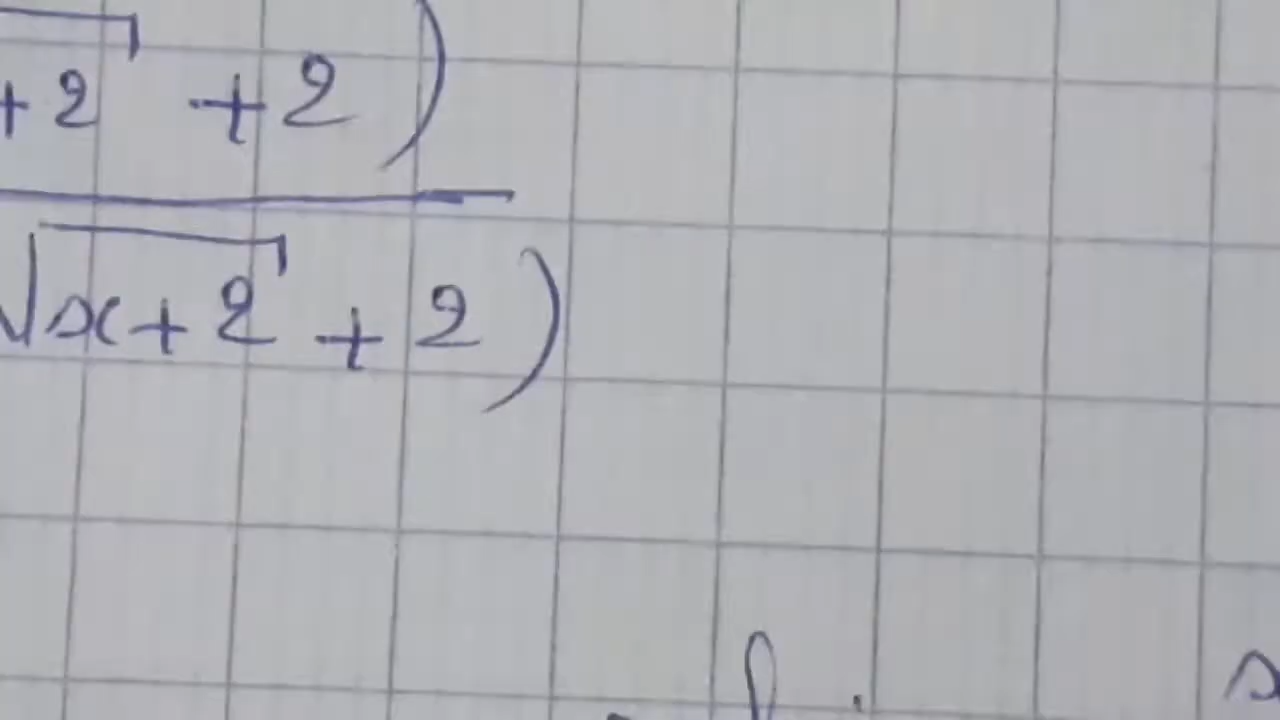 +2 +2)
√x+2 + 2)